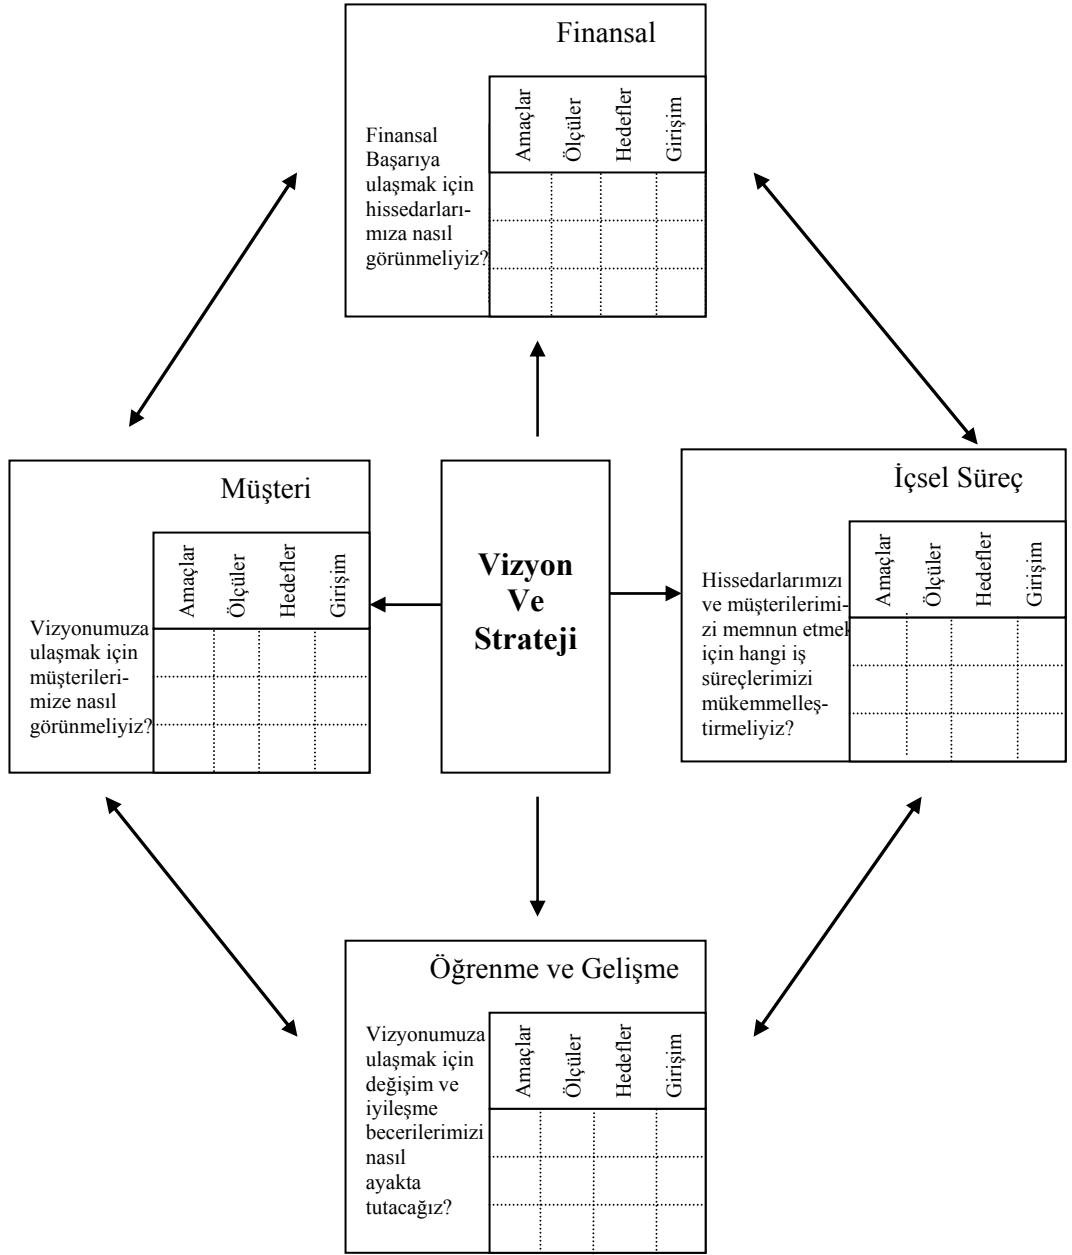 Finansal
Amaçlar
Ölçüler
Hedefler
Girişim
Finansal
Başarıya
ulaşmak için
hissedarları-
mıza nasıl
görünmeliyiz?
Müşteri
Amaçlar
Ölçüler
Hedefler
Girişim
Vizyonumuza
ulaşmak için
müşterileri-
mize nasıl
görünmeliyiz?
Vizyon
Ve
Strateji
İçsel Süreç
Amaçlar
Ölçüler
Hedefler
Girişim
Hissedarlarımızı
ve müşterilerimi-
zi memnun etmek
için hangi iş
süreçlerimizi
mükemmelleş-
tirmeliyiz?
Öğrenme ve Gelişme
Amaçlar
Ölçüler
Hedefler
Girişim
Vizyonumuza
ulaşmak için
değişim ve
iyileşme
becerilerimizi
nasıl
ayakta
tutacağız?